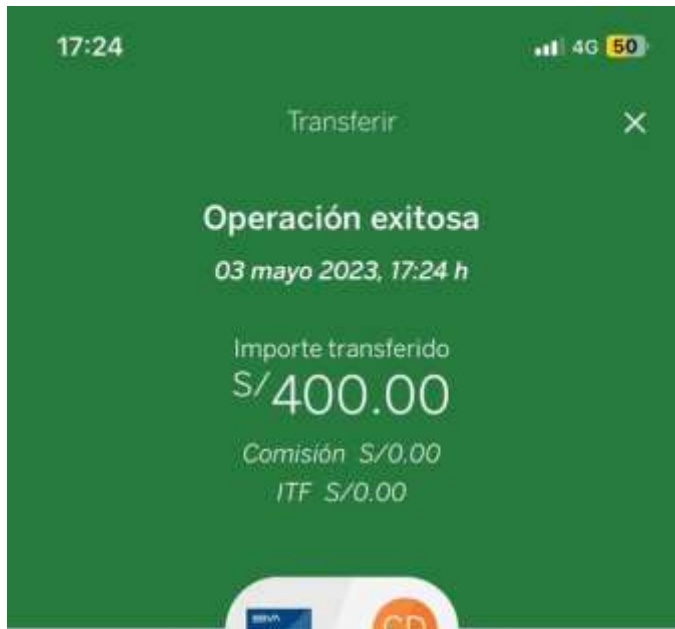 17:24
4G 50
Transferir
Operación exitosa
03 mayo 2023, 17:24 h
Importe transferido
S/400.00
Comisión S/0.00
ITF S/0.00
BBVA